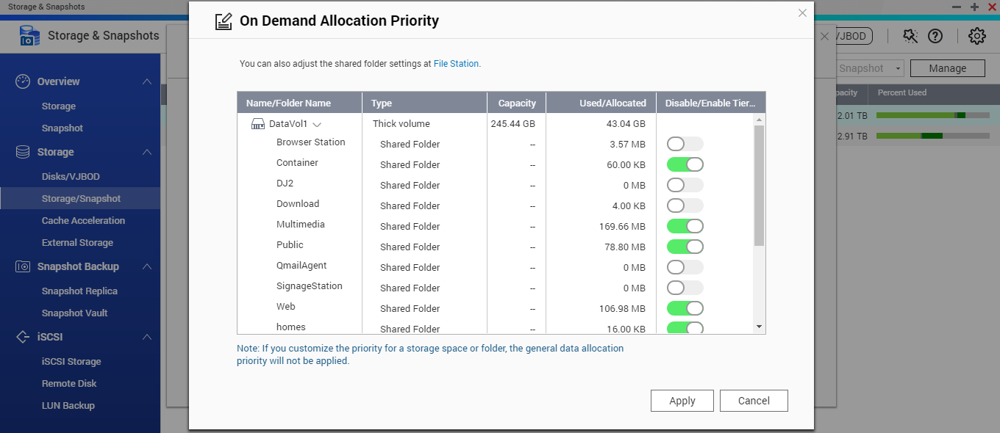 Storage & Snapshots
Storage & Snapshots
Overview
Storage
Snapshot
Storage
Disks/VJBOD
Storage/Snapshot
Cache Acceleration
External Storage
Snapshot Backup
Snapshot Replica
Snapshot Vault
iSCSI
iSCSI Storage
Remote Disk
LUN Backup
On Demand Allocation Priority
You can also adjust the shared folder settings at File Station.
Name/Folder Name Type Capacity Used/Allocated Disable/Enable Tier...
DataVol1 Thick volume 245.44 GB 43.04 GB
Browser Station Shared Folder -- 3.57 MB
Container Shared Folder -- 60.00 KB
DJ2 Shared Folder -- 0 MB
Download Shared Folder -- 4.00 KB
Multimedia Shared Folder -- 169.66 MB
Public Shared Folder -- 78.80 MB
QmailAgent Shared Folder -- 0 MB
SignageStation Shared Folder -- 0 MB
Web Shared Folder -- 106.98 MB
homes Shared Folder -- 16.00 KB
Note: If you customize the priority for a storage space or folder, the general data allocation
priority will not be applied.
Apply Cancel
/VJBOD
Snapshot Manage
pacity Percent Used
2.01 TB
2.91 TB